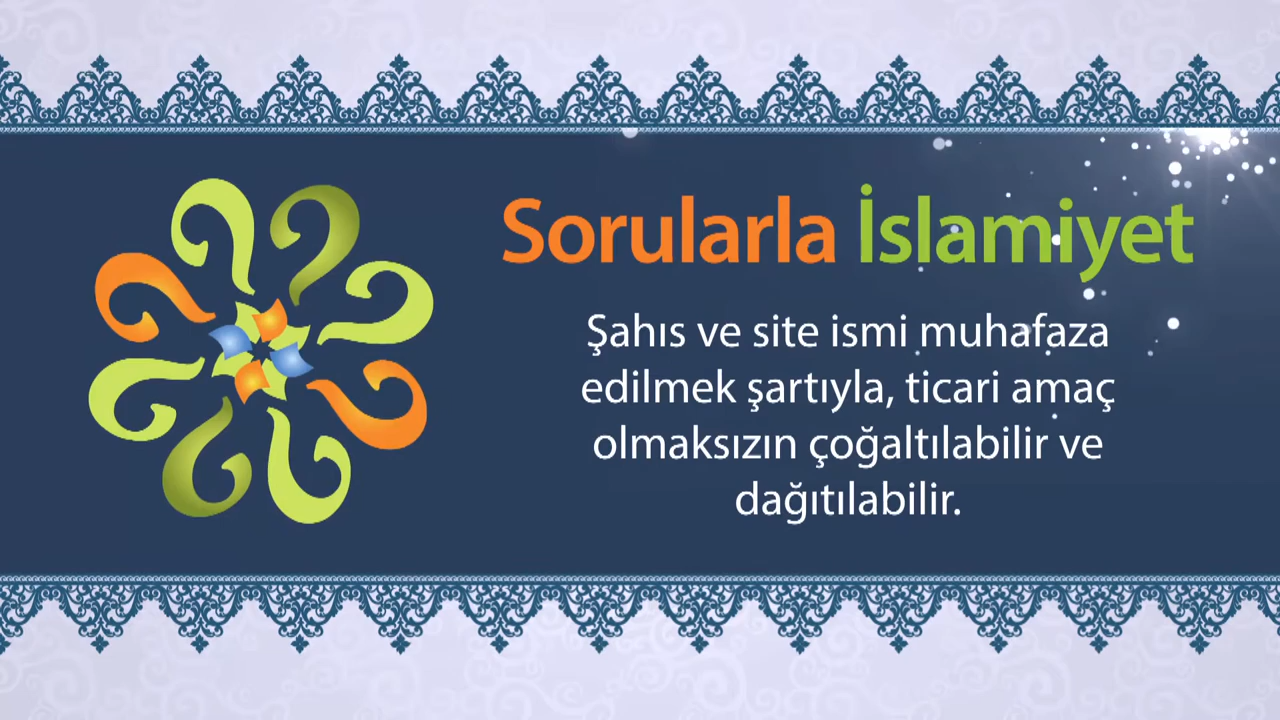 Sorularla İslamiyet
Şahıs ve site ismi muhafaza
edilmek şartıyla, ticari amaç
olmaksızın çoğaltılabilir ve
dağıtılabilir.